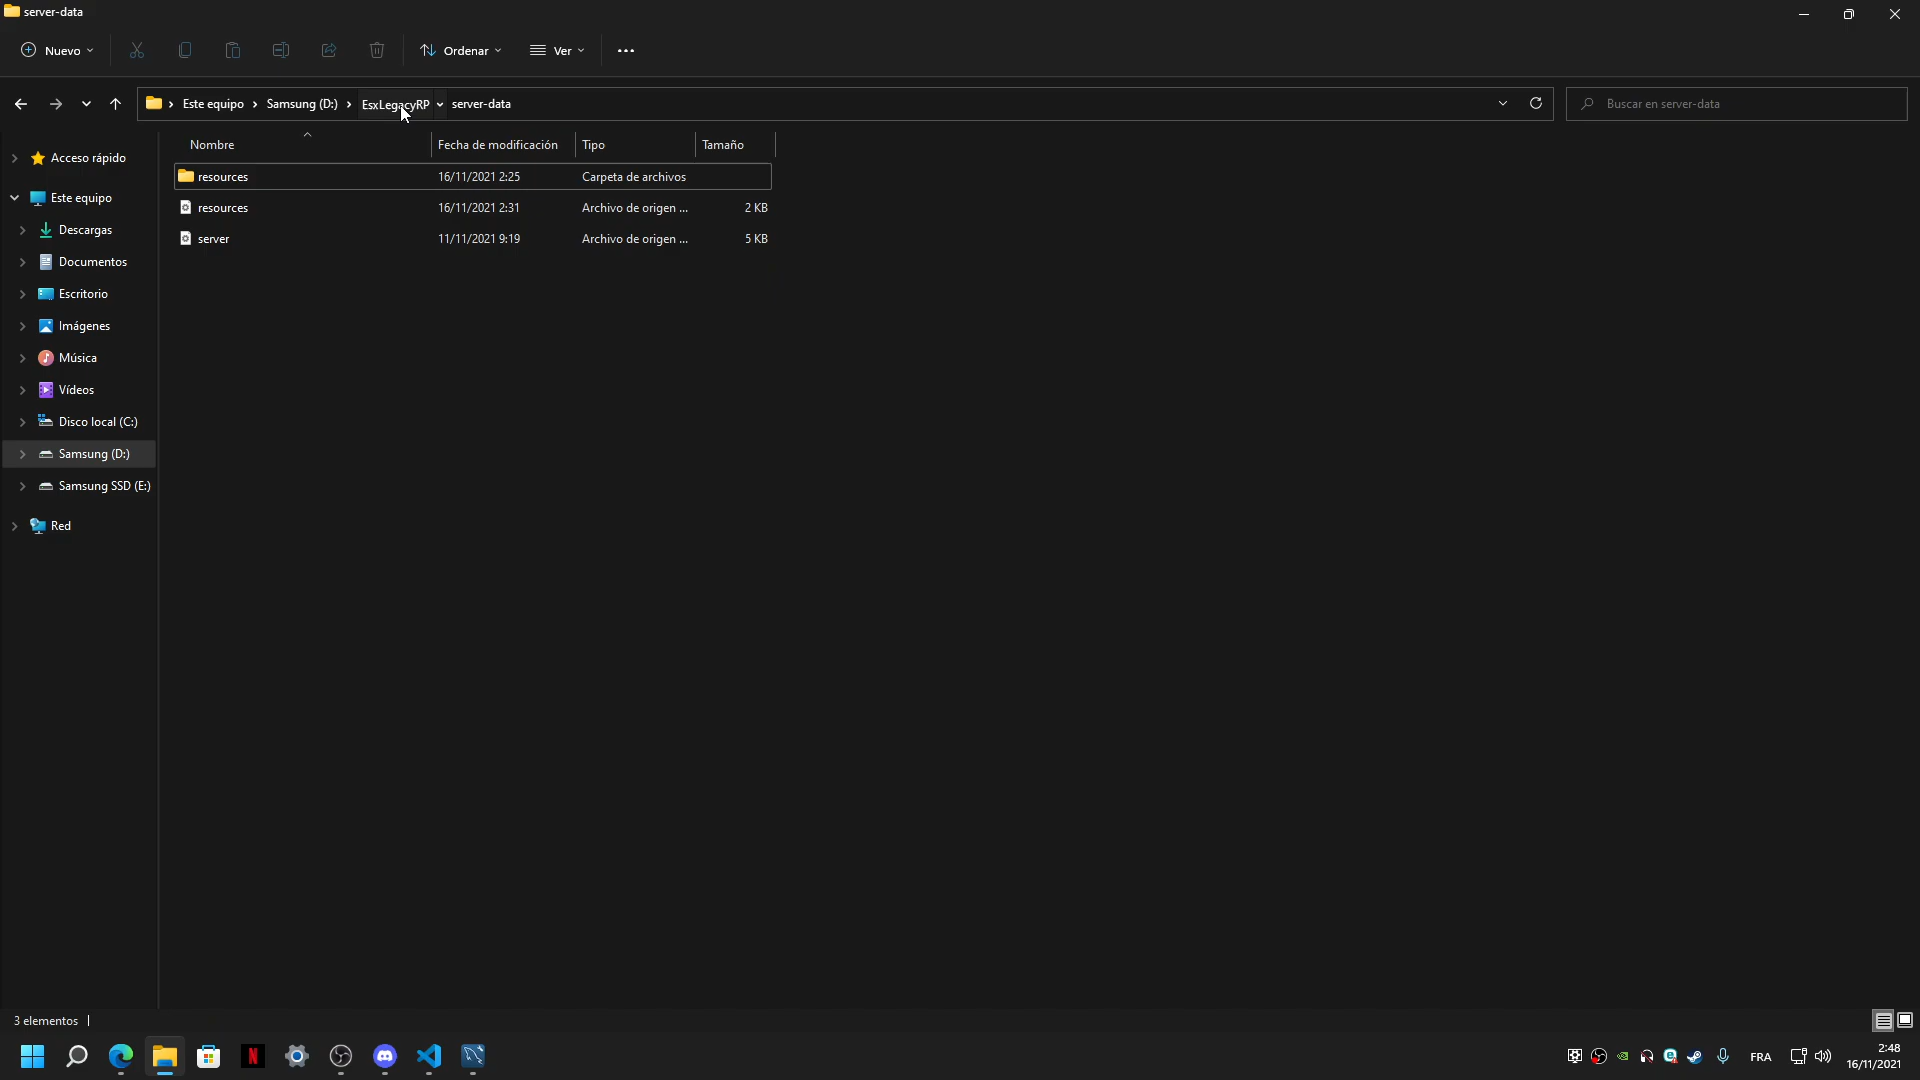 server-data
Nuevo
Ordenar
Ver
Este equipo
Samsung (D:)
EsxLegacyRP
server-data
Buscar en server-data
Nombre
Fecha de modificación
Tipo
Tamaño
resources 16/11/2021 2:25 Carpeta de archivos
resources 16/11/2021 2:31 Archivo de origen ... 2 KB
server 11/11/2021 9:19 Archivo de origen ... 5 KB
Acceso rápido
Este equipo
Descargas
Documentos
Escritorio
Imágenes
Música
Vídeos
Disco local (C:)
Samsung (D:)
Samsung SSD (E:)
Red
3 elementos
N
FRA
2:48
16/11/2021